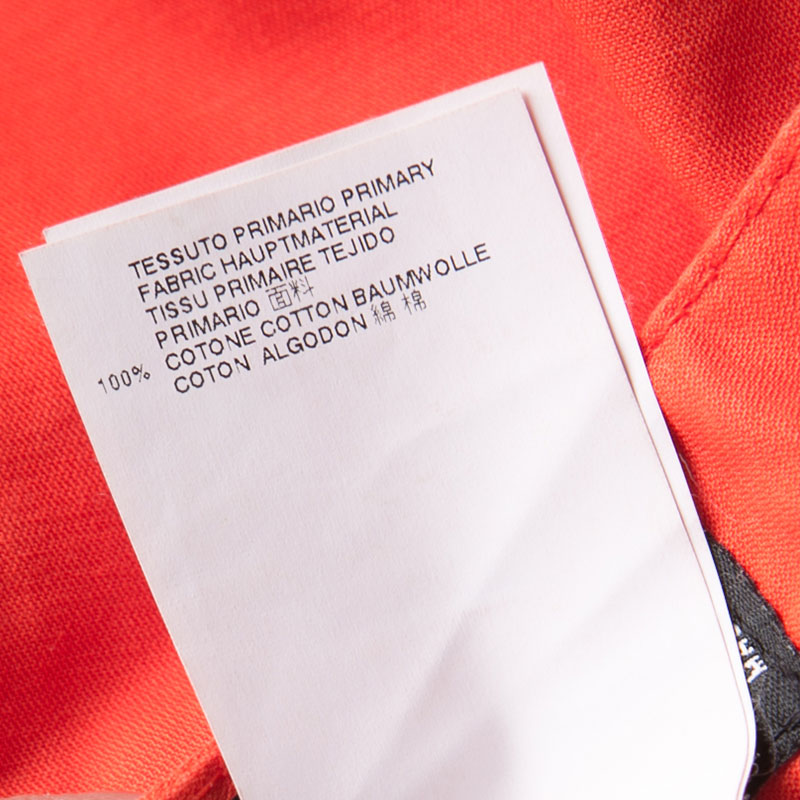 TESSUTO PRIMARIO PRIMARY
FABRIC HAUPTMATERIAL
TISSU PRIMAIRE TEJIDO
PRIMARIO 面料
100% COTONE COTTON BAUMWOLLE
COTON ALGODON 綿 棉